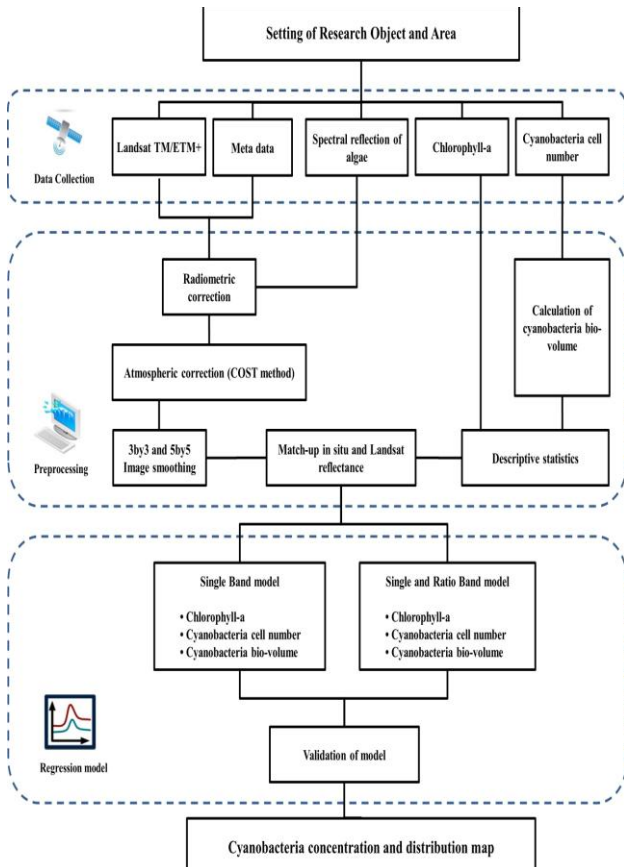 Setting of Research Object and Area
Landsat TM/ETM+
Meta data
Spectral reflection of
algae
Chlorophyll-a
Cyanobacteria cell
number
Data Collection
Radiometric
correction
Calculation of
cyanobacteria bio-
volume
Atmospheric correction (COST method)
3by3 and 5by5
Image smoothing
Match-up in situ and Landsat
reflectance
Descriptive statistics
Preprocessing
Single Band model
• Chlorophyll-a
• Cyanobacteria cell number
• Cyanobacteria bio-volume
Single and Ratio Band model
• Chlorophyll-a
• Cyanobacteria cell number
• Cyanobacteria bio-volume
Validation of model
Regression model
Cyanobacteria concentration and distribution map